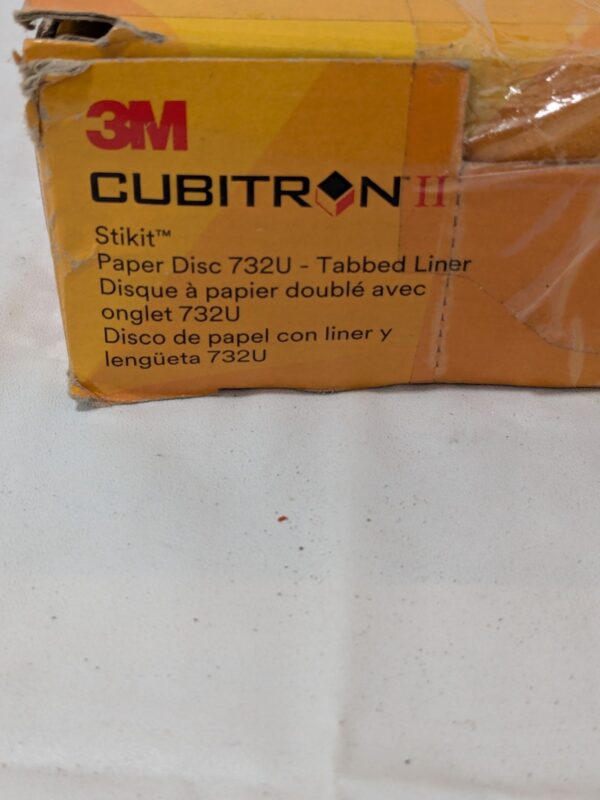 3M
CUBITRON™ II
Stikit™
Paper Disc 732U - Tabbed Liner
Disque à papier doublé avec
onglet 732U
Disco de papel con liner y
lengüeta 732U